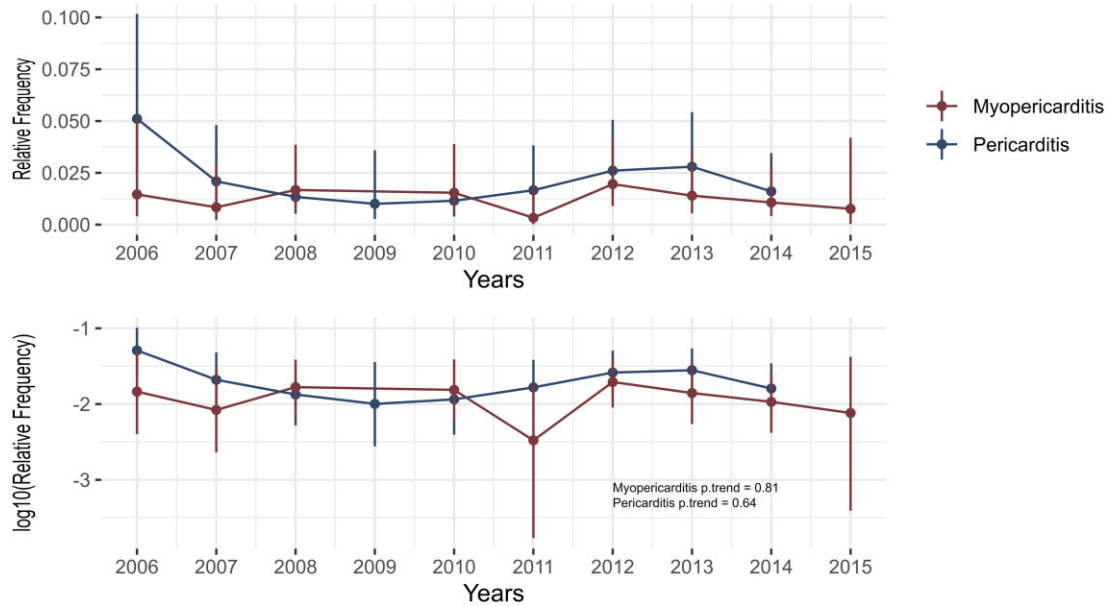 0.100
0.075
0.050
0.025
0.000
Relative Frequency
2006 2007 2008 2009 2010 2011 2012 2013 2014 2015
Years
Myopericarditis
Pericarditis
-1
-2
-3
log10(Relative Frequency)
Myopericarditis p.trend = 0.81
Pericarditis p.trend = 0.64
2006 2007 2008 2009 2010 2011 2012 2013 2014 2015
Years